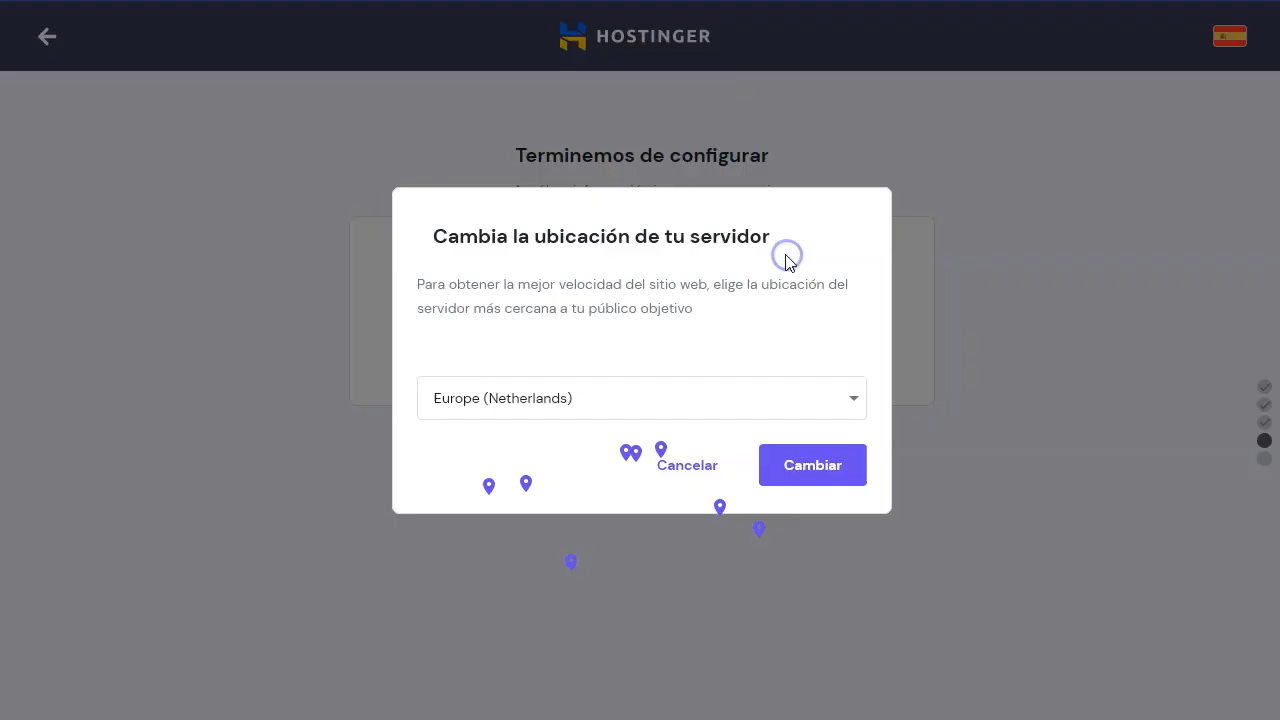 HOSTINGER
Terminemos de configurar
Cambia la ubicación de tu servidor
Para obtener la mejor velocidad del sitio web, elige la ubicación del
servidor más cercana a tu público objetivo
Europe (Netherlands)
Cancelar
Cambiar